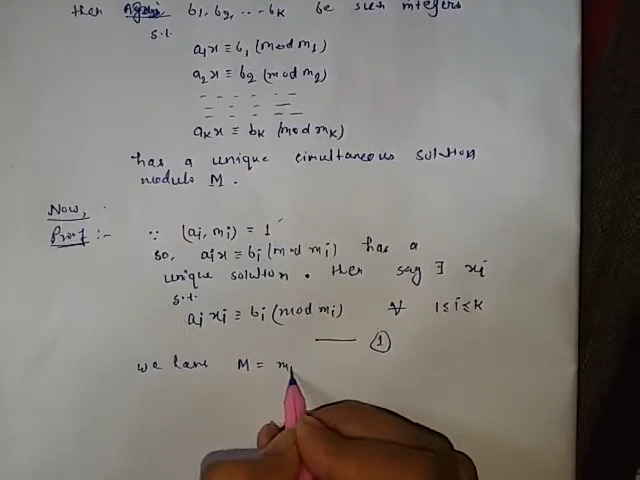 then b₁, b₂, ... bₖ be such integers
s.t.
a₁x ≡ b₁ (mod m₁)
a₂x ≡ b₂ (mod m₂)
aₖx ≡ bₖ (mod mₖ)
has a unique cimultaneous solution
modulo M.
Now,
Proof :- ∵ (aᵢ, mᵢ) = 1
so, aᵢx ≡ bᵢ (mod mᵢ) has a
unique solution. then say ∃ xᵢ
s.t.
aᵢxᵢ ≡ bᵢ (mod mᵢ) ∀ 1≤i≤k
—— ①
we have M = m